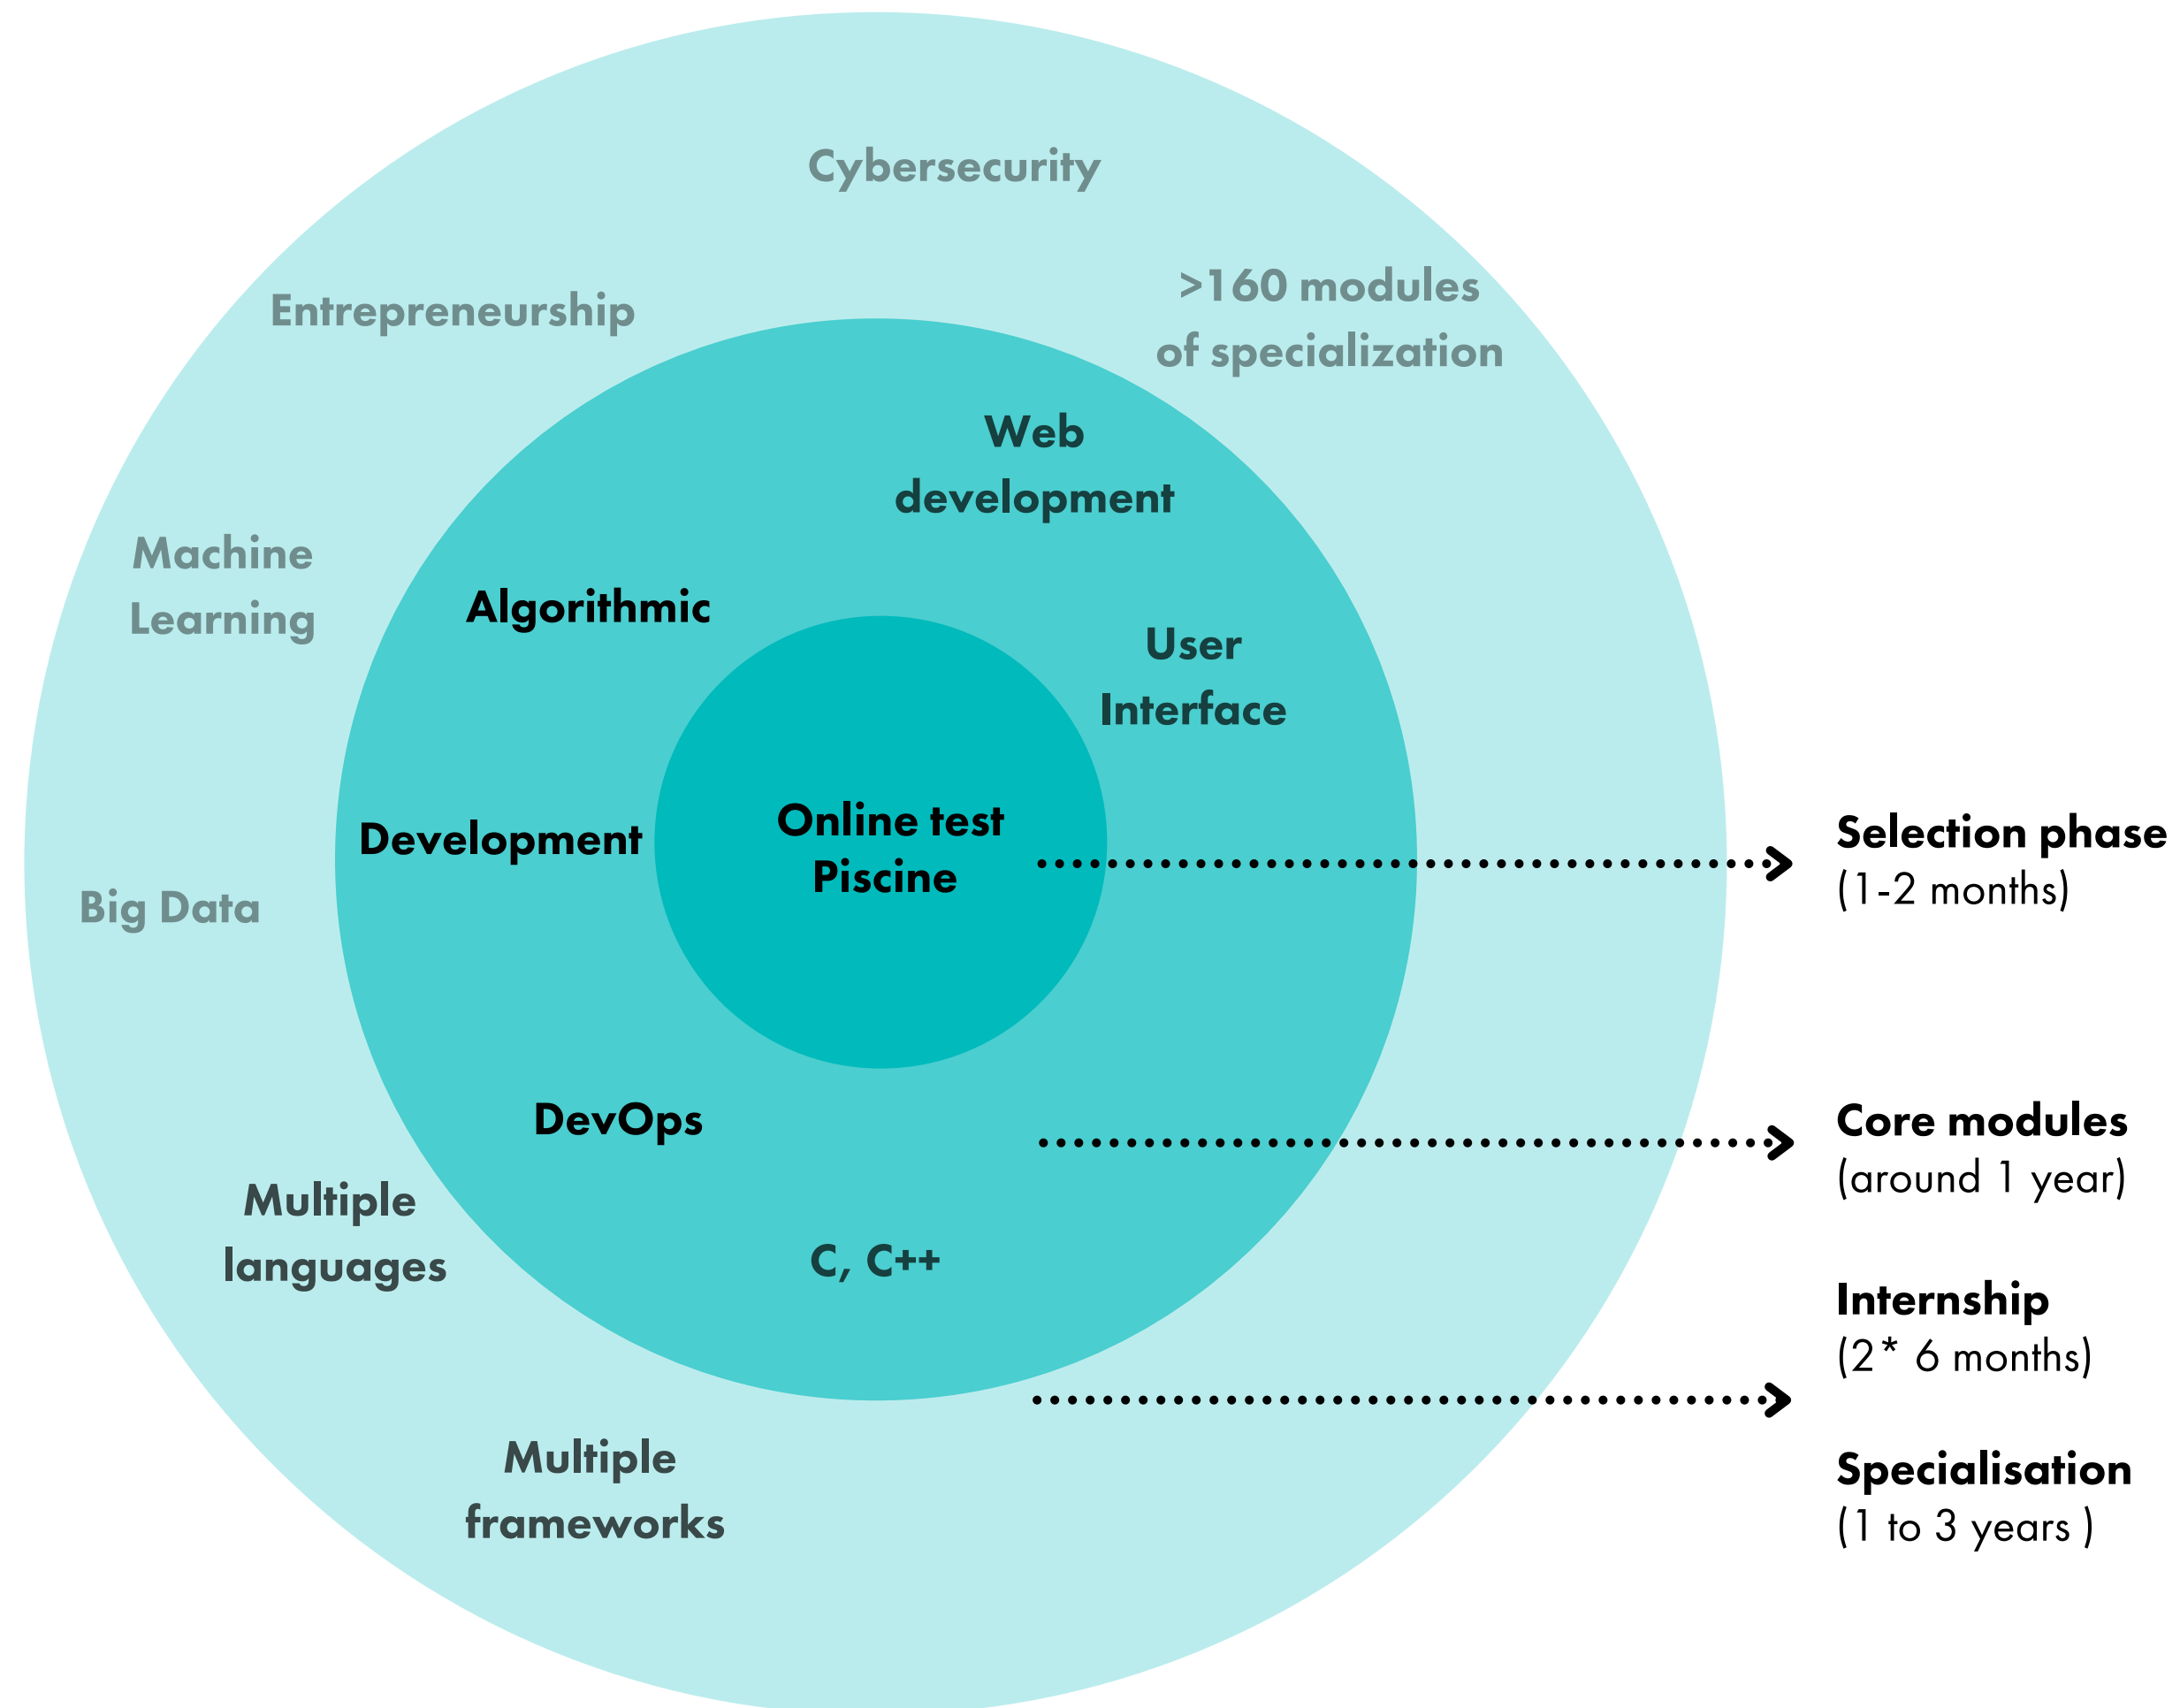 Cybersecurity
Entrepreneurship
>160 modules
of specialization
Web
development
Machine
Learning
Algorithmic
User
Interface
Online test
Piscine
Development
Big Data
DevOps
Multiple
languages
C, C++
Multiple
frameworks
Selection phase
(1-2 months)
Core modules
(around 1 year)
Internship
(2* 6 months)
Specialisation
(1 to 3 years )